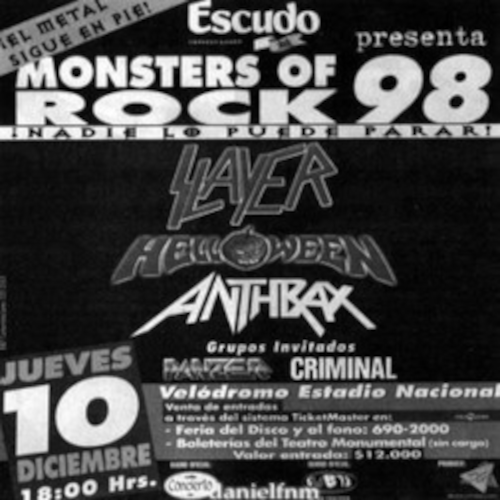 ¡EL METAL
SIGUE EN PIE!
Escudo
presenta
MONSTERS OF
ROCK 98
¡NADIE LO PUEDE PARAR!
SLAYER
HELLOWEEN
ANTHRAX
Grupos Invitados
PANZER CRIMINAL
JUEVES
10
DICIEMBRE
18:00 Hrs.
Velódromo Estadio Nacional
Venta de entradas
a través del sistema TicketMaster en:
- Feria del Disco y al fono: 690-2000
- Boleterías del Teatro Monumental (sin cargo)
Valor entrada: $12.000
RADIO OFICIAL
Concierto
danielfnm